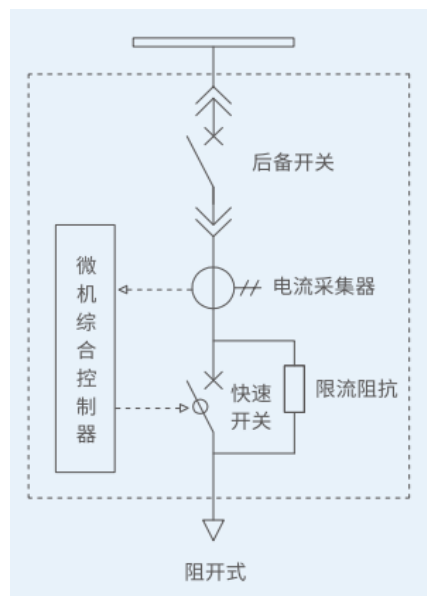 后备开关
电流采集器
微机综合控制器
快速
开关
限流阻抗
阻开式